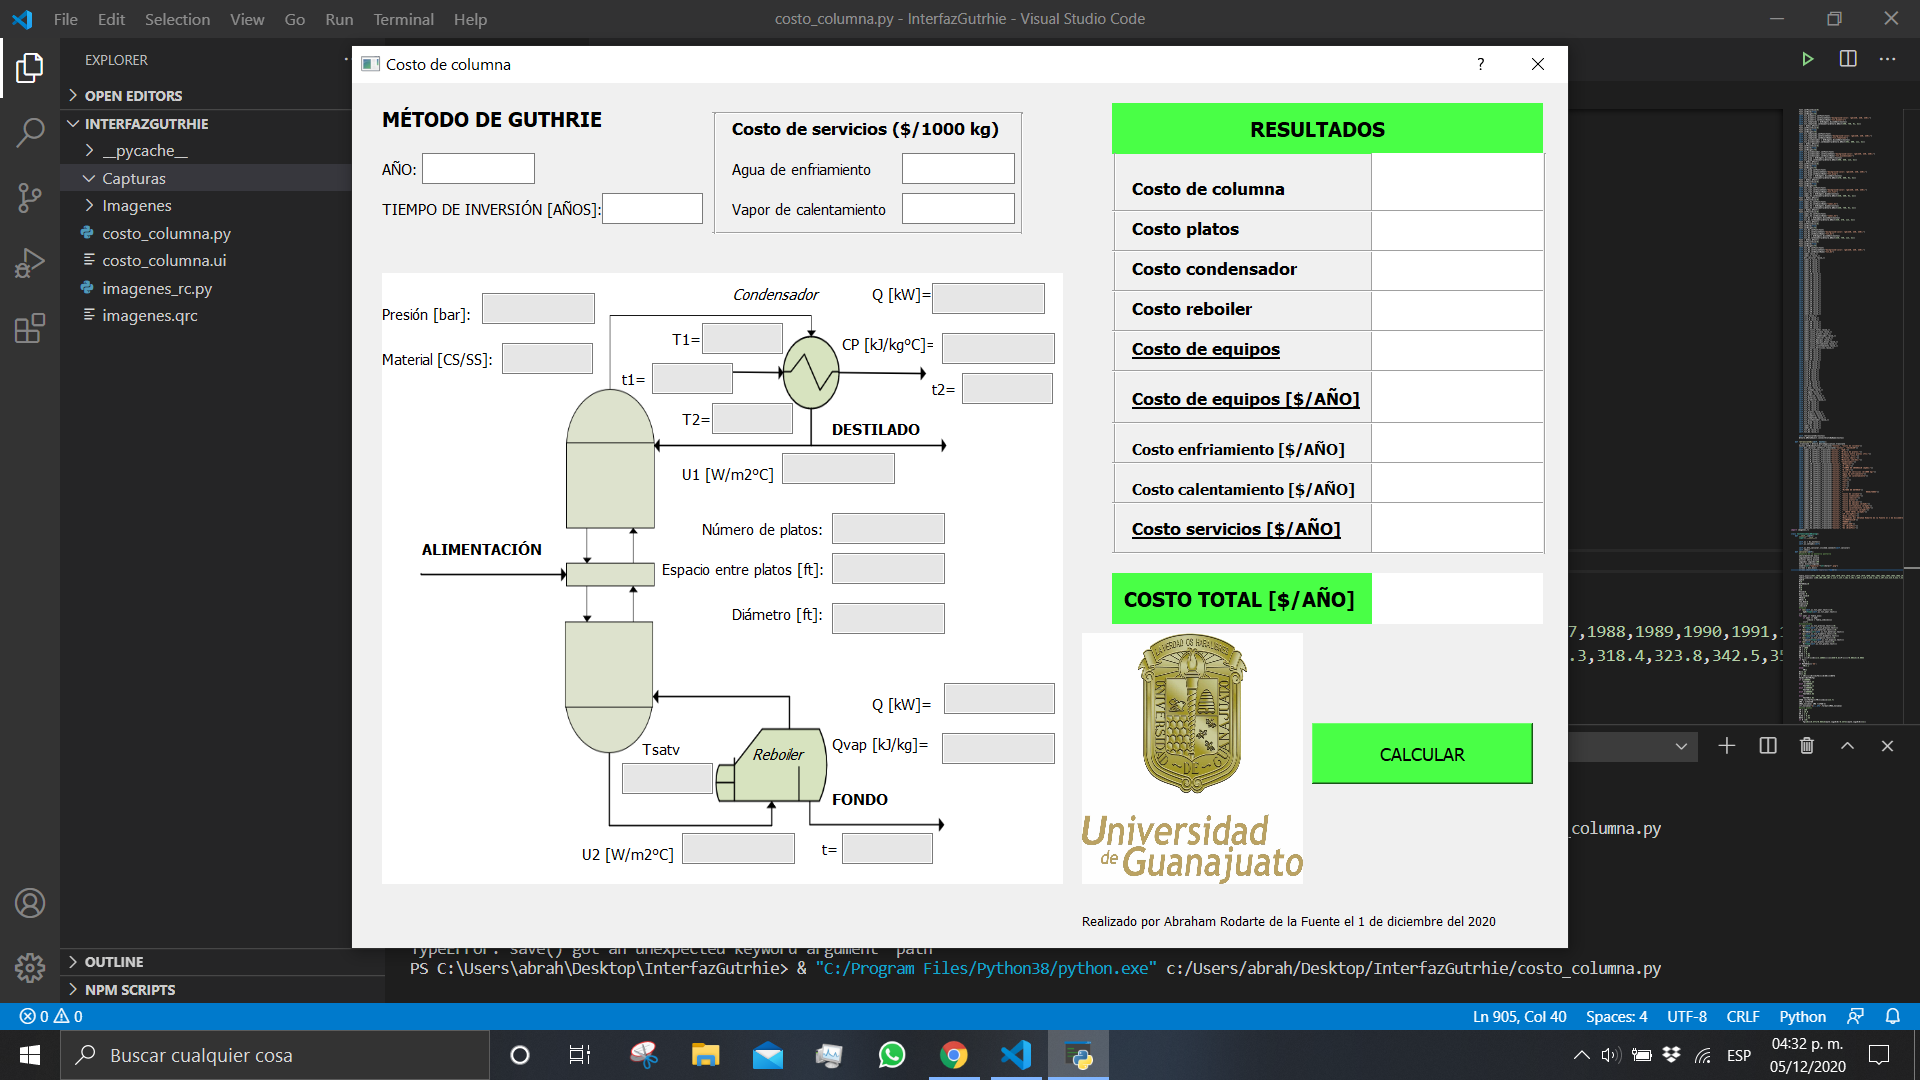 File Edit Selection View Go Run Terminal Help
costo_columna.py - InterfazGutrhie - Visual Studio Code
EXPLORER
OPEN EDITORS
INTERFAZGUTRHIE
__pycache__
Capturas
Imagenes
costo_columna.py
costo_columna.ui
imagenes_rc.py
imagenes.qrc
OUTLINE
NPM SCRIPTS
Costo de columna
?
MÉTODO DE GUTHRIE
AÑO:
TIEMPO DE INVERSIÓN [AÑOS]:
Costo de servicios ($/1000 kg)
Agua de enfriamiento
Vapor de calentamiento
Presión [bar]:
Material [CS/SS]:
Condensador
Q [kW]=
T1=
CP [kJ/kg°C]=
t1=
t2=
T2=
DESTILADO
U1 [W/m2°C]
Número de platos:
ALIMENTACIÓN
Espacio entre platos [ft]:
Diámetro [ft]:
Q [kW]=
Tsatv
Reboiler
Qvap [kJ/kg]=
FONDO
U2 [W/m2°C]
t=
RESULTADOS
Costo de columna
Costo platos
Costo condensador
Costo reboiler
Costo de equipos
Costo de equipos [$/AÑO]
Costo enfriamiento [$/AÑO]
Costo calentamiento [$/AÑO]
Costo servicios [$/AÑO]
COSTO TOTAL [$/AÑO]
UNIVERSIDAD DE GUANAJUATO
Universidad
de Guanajuato
CALCULAR
Realizado por Abraham Rodarte de la Fuente el 1 de diciembre del 2020
7,1988,1989,1990,1991,
.3,318.4,323.8,342.5,35
_columna.py
TypeError: save() got an unexpected keyword argument 'path'
PS C:\Users\abrah\Desktop\InterfazGutrhie> & "C:/Program Files/Python38/python.exe" c:/Users/abrah/Desktop/InterfazGutrhie/costo_columna.py
0 0
Ln 905, Col 40 Spaces: 4 UTF-8 CRLF Python
Buscar cualquier cosa
ESP
04:32 p. m.
05/12/2020